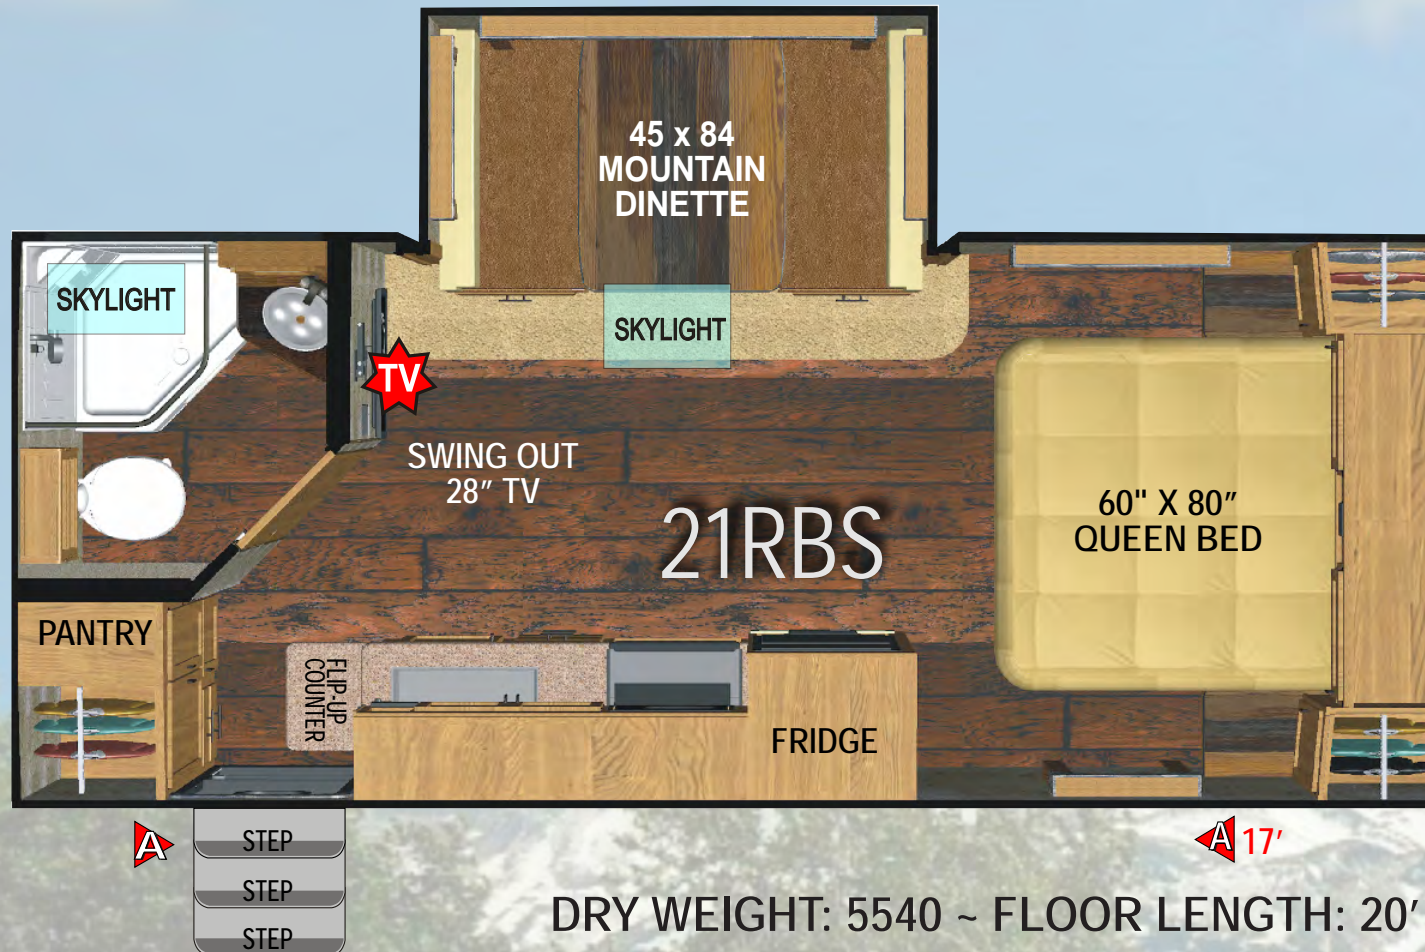 45 x 84
MOUNTAIN
DINETTE
SKYLIGHT
SKYLIGHT
TV
SWING OUT
28” TV
21RBS
60" X 80”
QUEEN BED
PANTRY
FLIP-UP
COUNTER
FRIDGE
A
STEP
STEP
STEP
A 17’
DRY WEIGHT: 5540 ~ FLOOR LENGTH: 20'